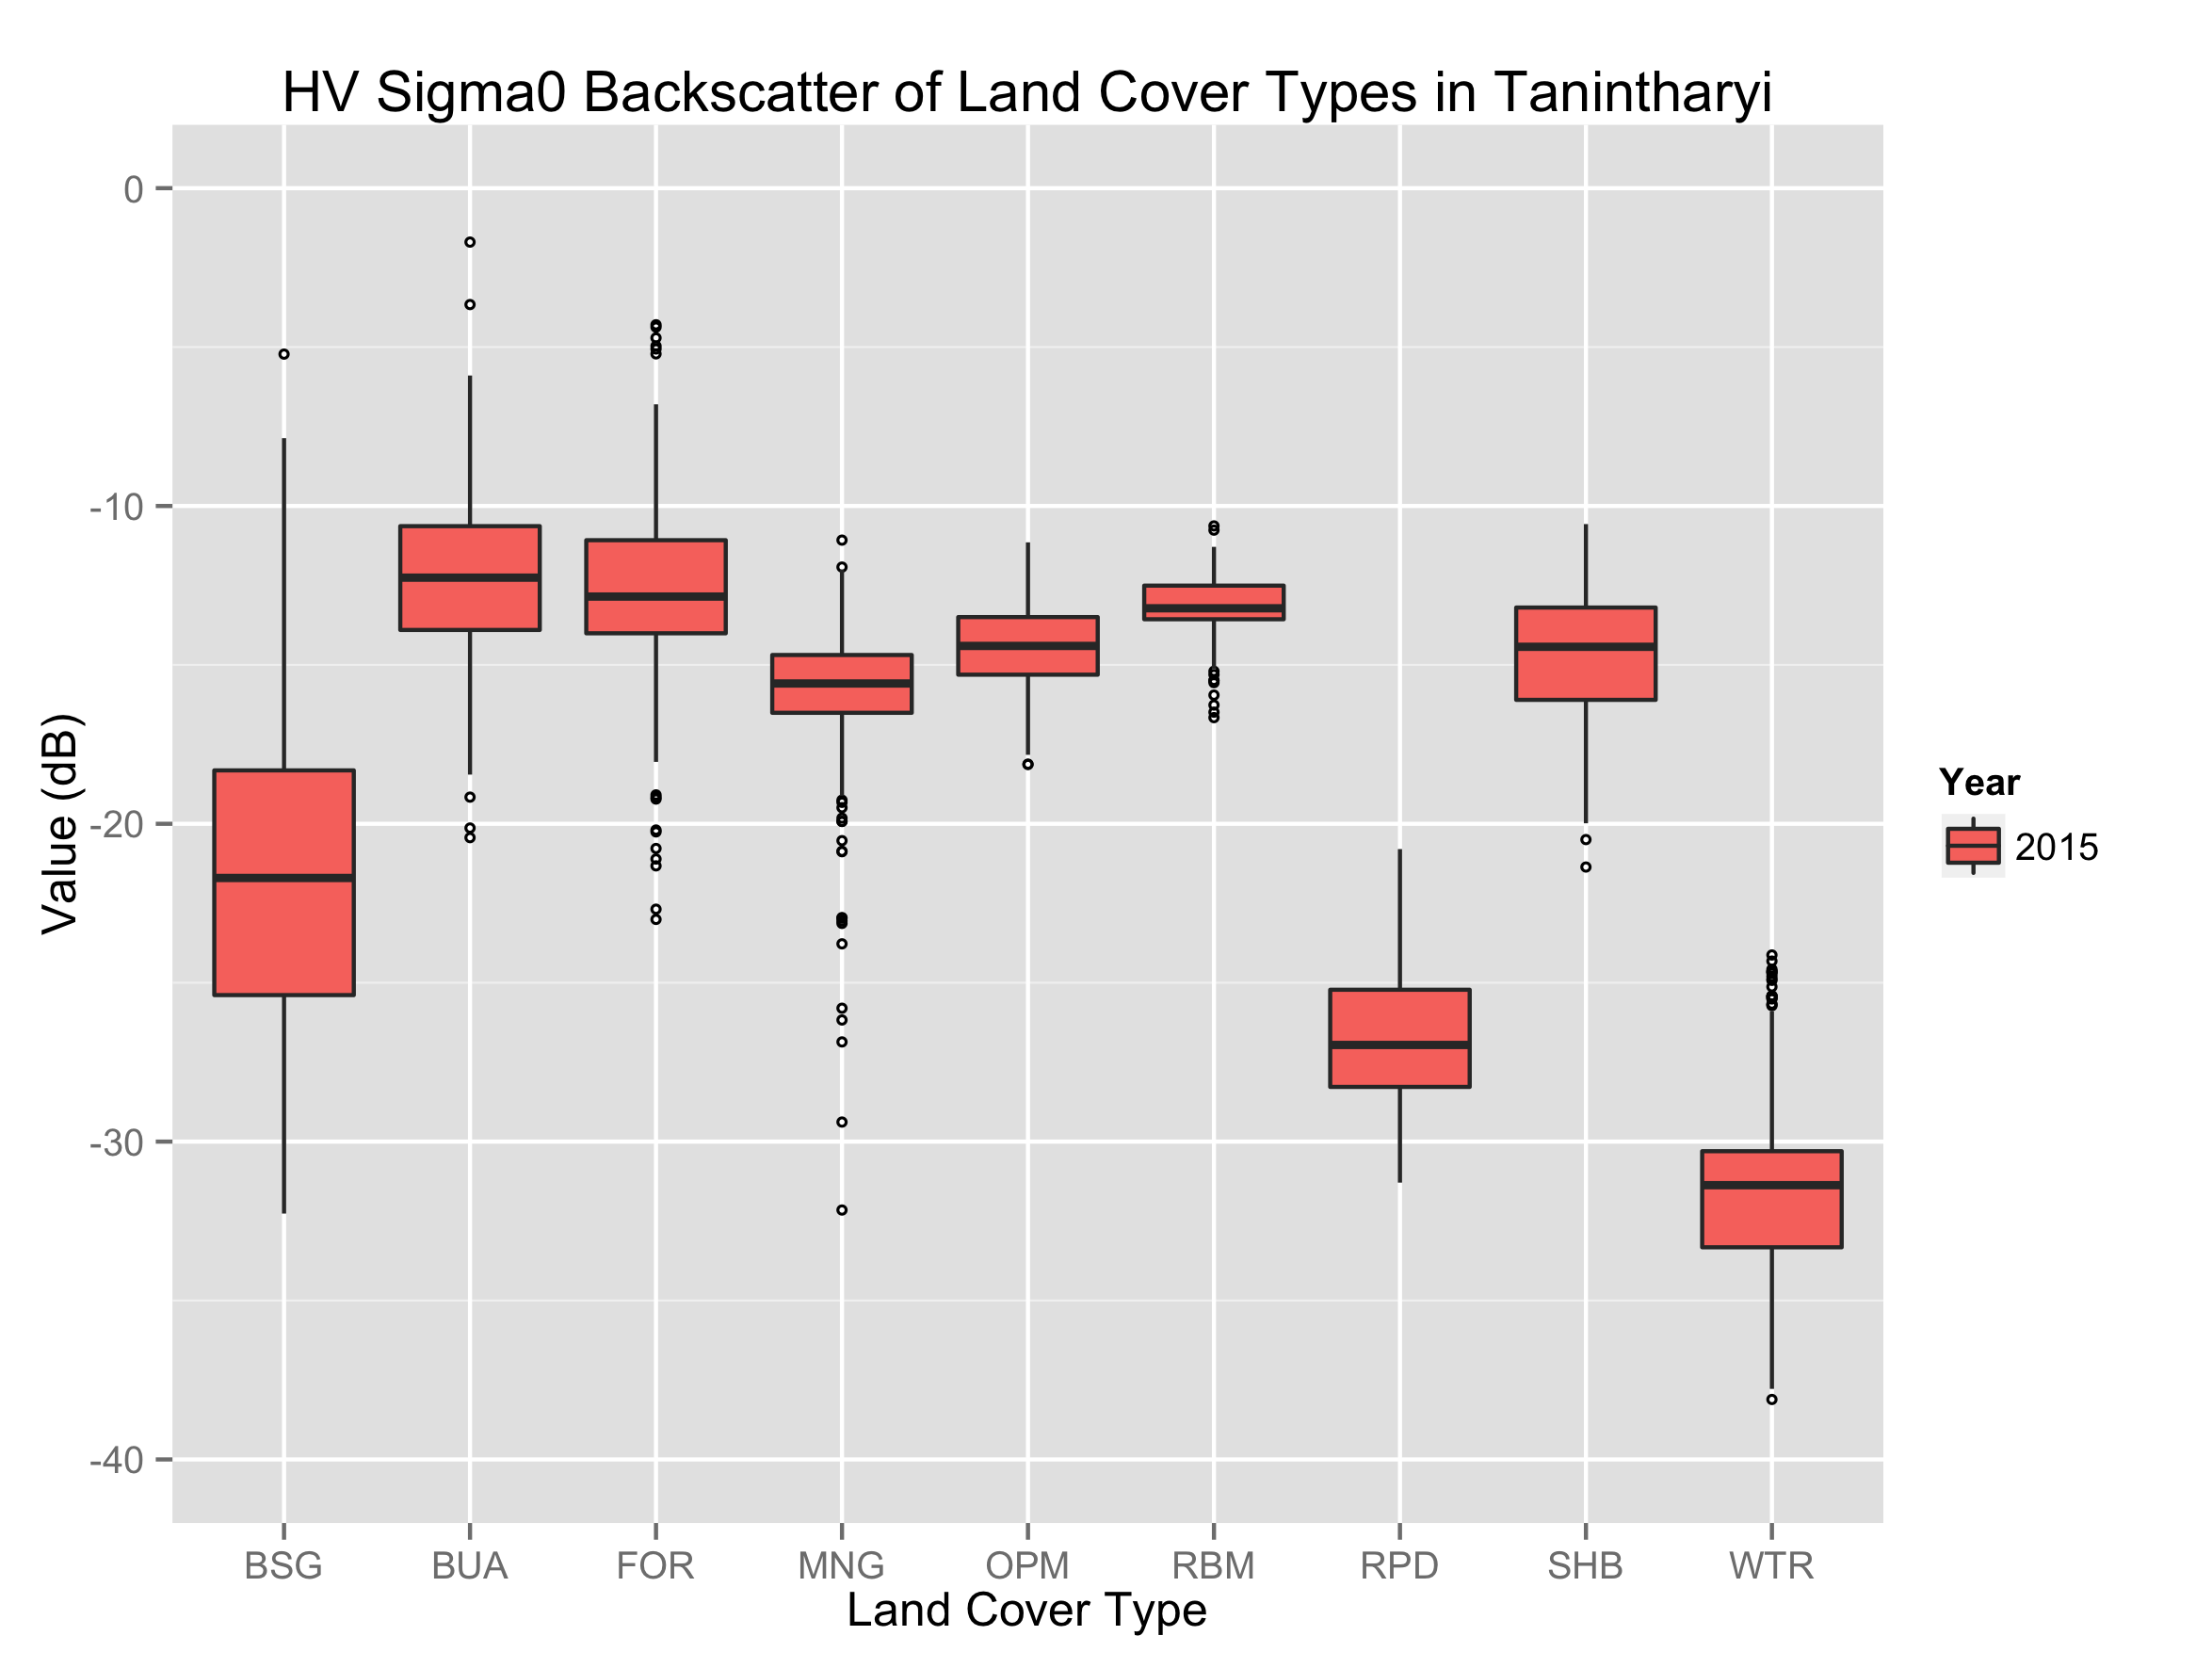 HV Sigma0 Backscatter of Land Cover Types in Tanintharyi
0
-10
-20
-30
-40
Value (dB)
BSG BUA FOR MNG OPM RBM RPD SHB WTR
Land Cover Type
Year
2015